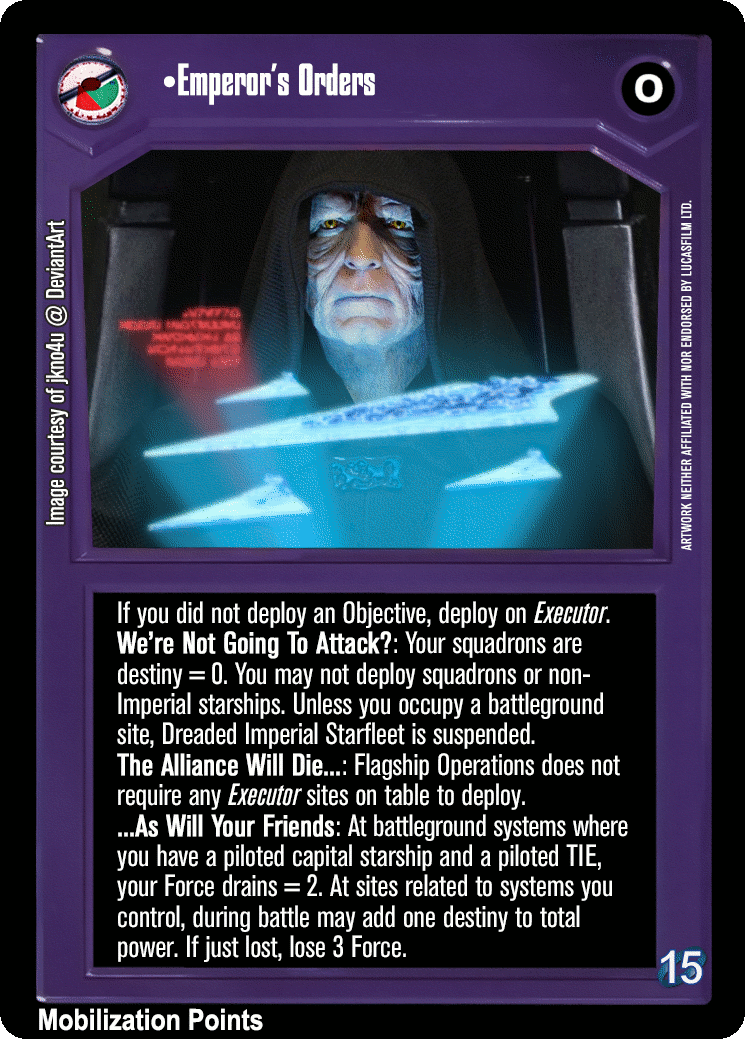 •Emperor's Orders
O
Image courtesy of jkno4u @ DeviantArt
ARTWORK NEITHER AFFILIATED WITH NOR ENDORSED BY LUCASFILM LTD.
If you did not deploy an Objective, deploy on Executor.
We're Not Going To Attack?: Your squadrons are
destiny = 0. You may not deploy squadrons or non-
Imperial starships. Unless you occupy a battleground
site, Dreaded Imperial Starfleet is suspended.
The Alliance Will Die...: Flagship Operations does not
require any Executor sites on table to deploy.
...As Will Your Friends: At battleground systems where
you have a piloted capital starship and a piloted TIE,
your Force drains = 2. At sites related to systems you
control, during battle may add one destiny to total
power. If just lost, lose 3 Force.
15
Mobilization Points